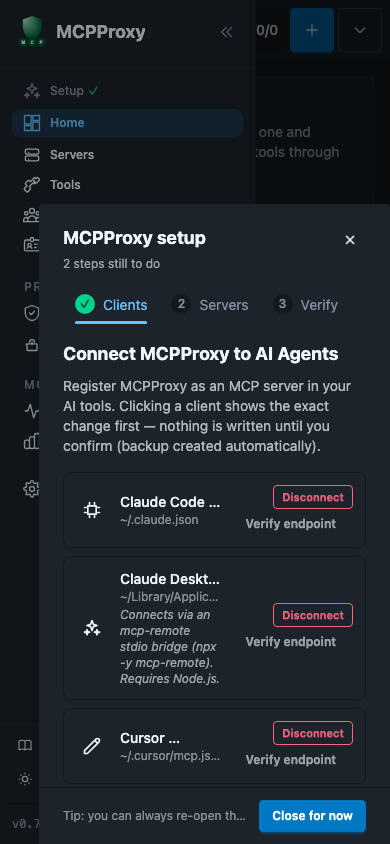 MCP
MCPProxy
0/0
Setup
Home
one and
Servers
tools through
Tools
MCPProxy setup
2 steps still to do
Clients
2 Servers
3 Verify
Connect MCPProxy to AI Agents
Register MCPProxy as an MCP server in your
AI tools. Clicking a client shows the exact
change first — nothing is written until you
confirm (backup created automatically).
Claude Code ...
~/.claude.json
Disconnect
Verify endpoint
Claude Deskt...
~/Library/Applic...
Connects via an
mcp-remote
stdio bridge (npx
-y mcp-remote).
Requires Node.js.
Disconnect
Verify endpoint
Cursor ...
~/.cursor/mcp.js...
Disconnect
Verify endpoint
Tip: you can always re-open th...
Close for now
PR
MC
v0.7